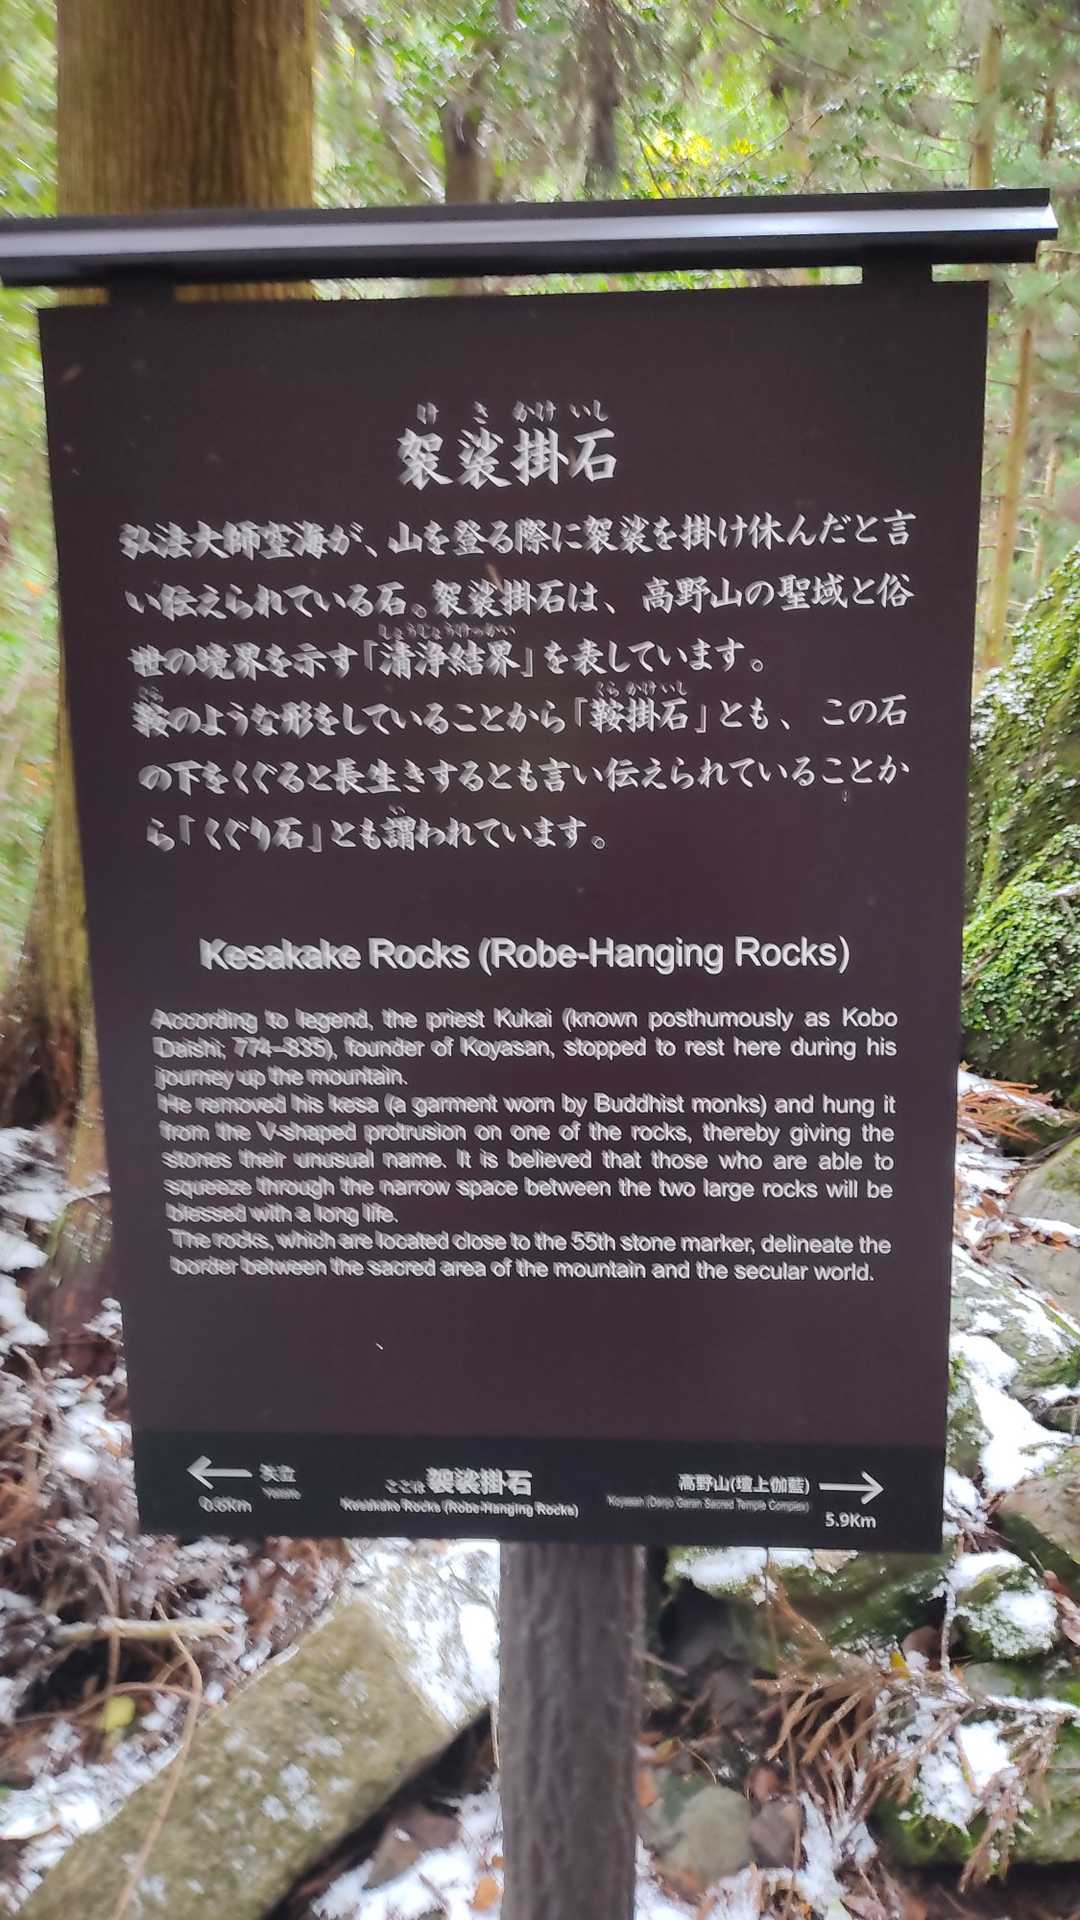 けさかけいし
袈裟掛石
弘法大師空海が、山を登る際に袈裟を掛け休んだと言
い伝えられている石。袈裟掛石は、高野山の聖域と俗
しょうじょうけっかい
世の境界を示す「清浄結界」を表しています。
くら くらかけいし
鞍のような形をしていることから「鞍掛石」とも、この石
の下をくぐると長生きするとも言い伝えられていることか
い
ら「くぐり石」とも謂われています。
Kesakake Rocks (Robe-Hanging Rocks)
According to legend, the priest Kukai (known posthumously as Kobo
Daishi; 774–835), founder of Koyasan, stopped to rest here during his
journey up the mountain.
He removed his kesa (a garment worn by Buddhist monks) and hung it
from the V-shaped protrusion on one of the rocks, thereby giving the
stones their unusual name. It is believed that those who are able to
squeeze through the narrow space between the two large rocks will be
blessed with a long life.
The rocks, which are located close to the 55th stone marker, delineate the
border between the sacred area of the mountain and the secular world.
矢立
Yatate
0.6Km
ここは 袈裟掛石
Kesakake Rocks (Robe-Hanging Rocks)
高野山(壇上伽藍)
Koyasan (Danjo Garan Sacred Temple Complex)
5.9Km